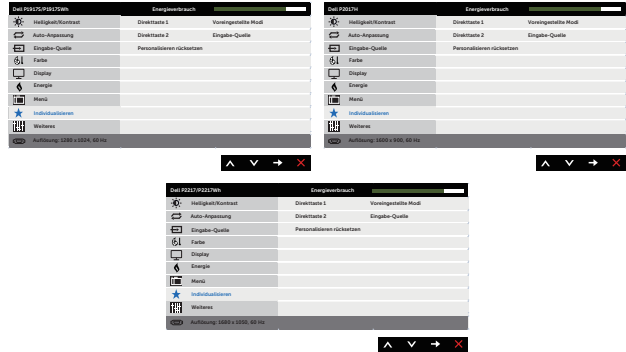 Dell P1917S/P1917SWh Energieverbrauch
Helligkeit/Kontrast Direkttaste 1 Voreingestellte Modi
Auto-Anpassung Direkttaste 2 Eingabe-Quelle
Eingabe-Quelle Personalisieren rücksetzen
Farbe
Display
Energie
Menü
Individualisieren
Weiteres
Auflösung: 1280 x 1024, 60 Hz
Dell P2017H Energieverbrauch
Helligkeit/Kontrast Direkttaste 1 Voreingestellte Modi
Auto-Anpassung Direkttaste 2 Eingabe-Quelle
Eingabe-Quelle Personalisieren rücksetzen
Farbe
Display
Energie
Menü
Individualisieren
Weiteres
Auflösung: 1600 x 900, 60 Hz
Dell P2217/P2217Wh Energieverbrauch
Helligkeit/Kontrast Direkttaste 1 Voreingestellte Modi
Auto-Anpassung Direkttaste 2 Eingabe-Quelle
Eingabe-Quelle Personalisieren rücksetzen
Farbe
Display
Energie
Menü
Individualisieren
Weiteres
Auflösung: 1680 x 1050, 60 Hz